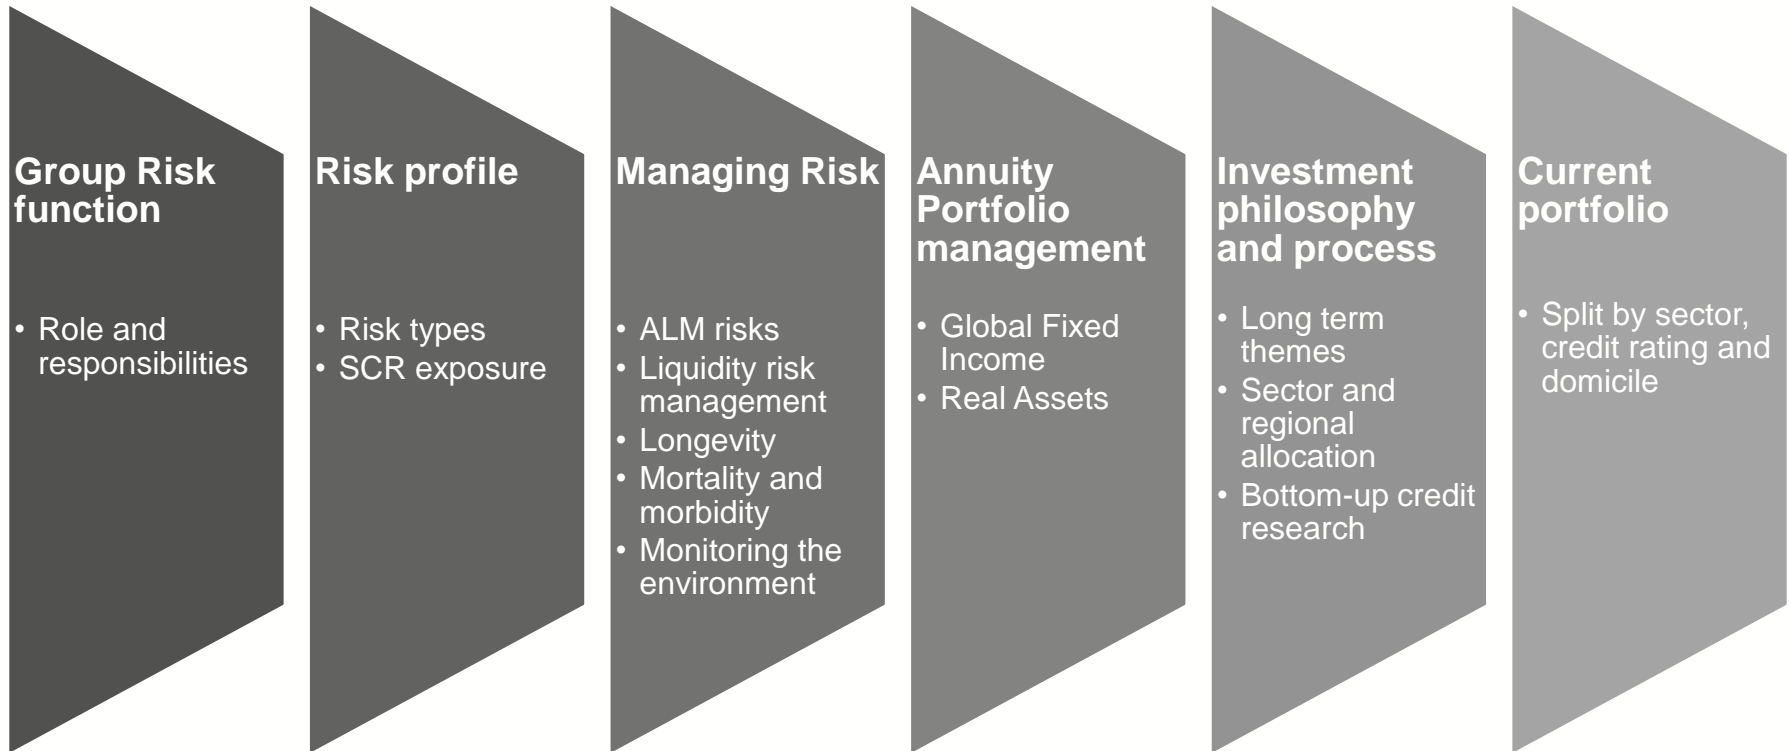 Group Risk
function
• Role and
responsibilities
Risk profile
• Risk types
• SCR exposure
Managing Risk
• ALM risks
• Liquidity risk
management
• Longevity
• Mortality and
morbidity
• Monitoring the
environment
Annuity
Portfolio
management
• Global Fixed
Income
• Real Assets
Investment
philosophy
and process
• Long term
themes
• Sector and
regional
allocation
• Bottom-up credit
research
Current
portfolio
• Split by sector,
credit rating and
domicile